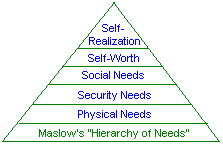 Self-
Realization
Self-Worth
Social Needs
Security Needs
Physical Needs
Maslow's "Hierarchy of Needs"